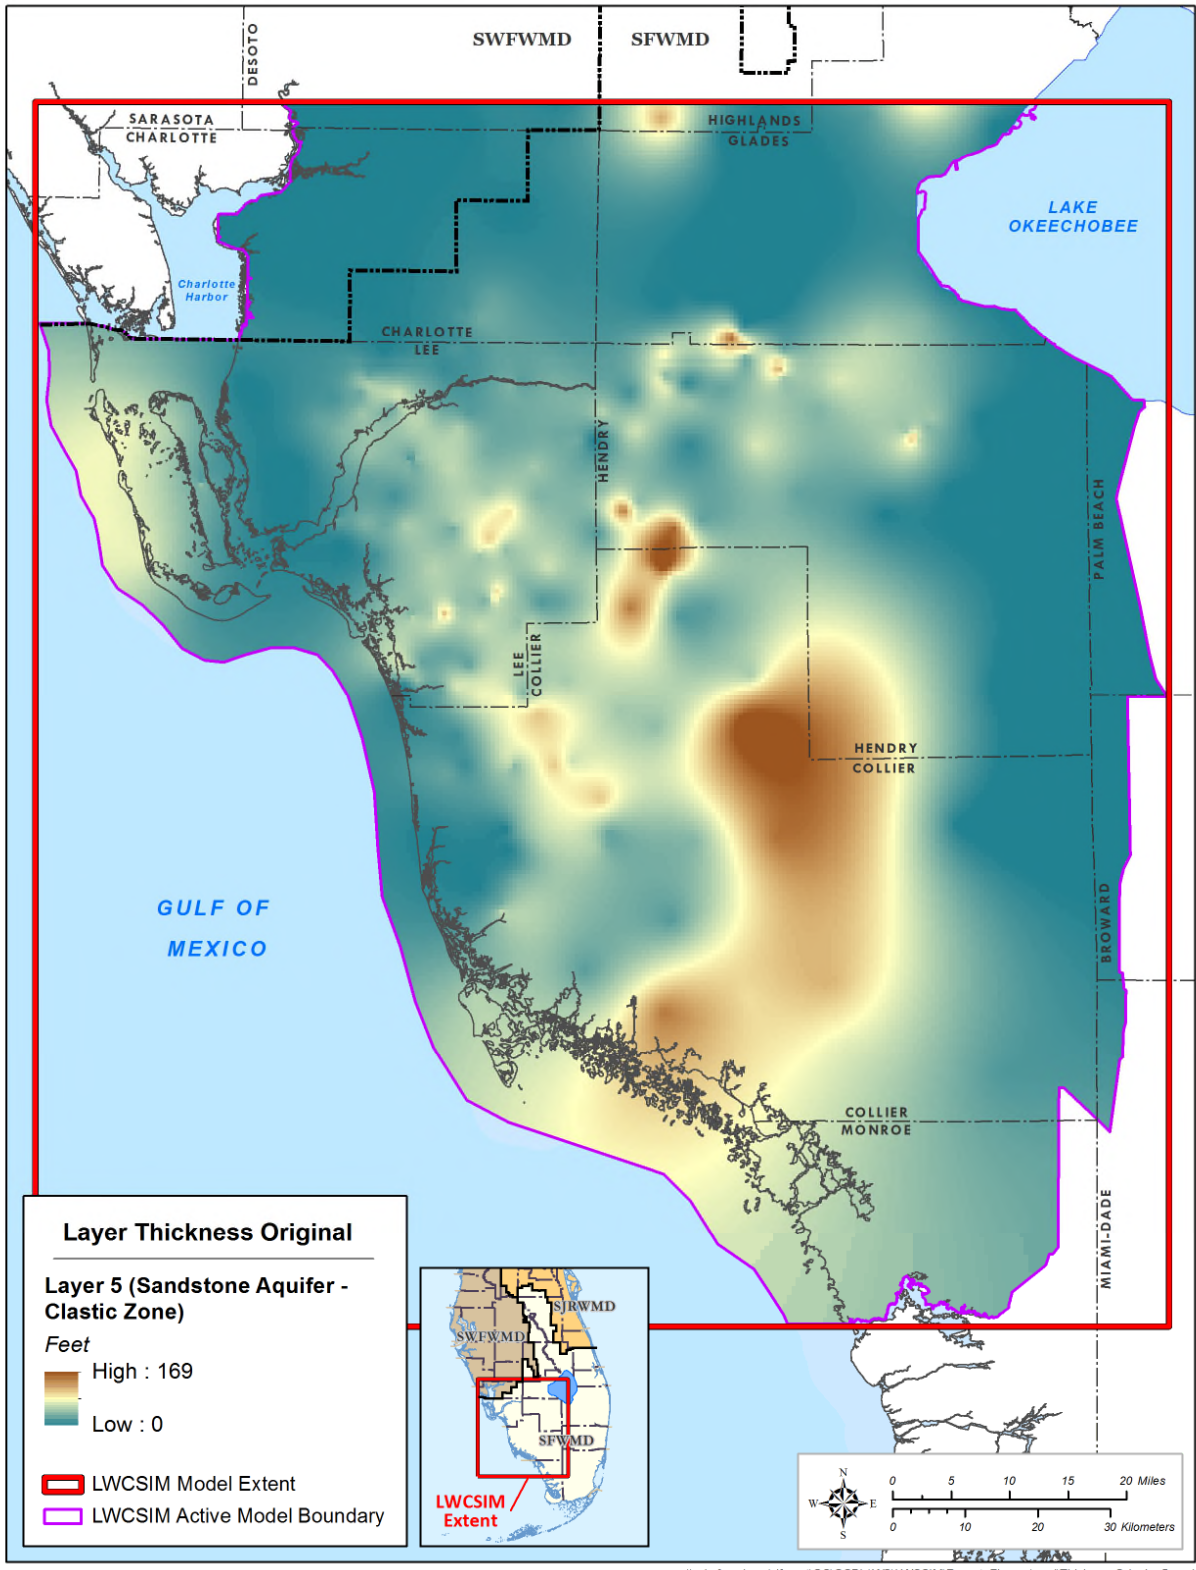 SWFWMD
SFWMD
DESOTO
SARASOTA
CHARLOTTE
HIGHLANDS
GLADES
LAKE
OKEECHOBEE
Charlotte
Harbor
CHARLOTTE
LEE
HENDRY
PALM BEACH
LEE
COLLIER
HENDRY
COLLIER
GULF OF
MEXICO
BROWARD
COLLIER
MONROE
MIAMI-DADE
Layer Thickness Original
Layer 5 (Sandstone Aquifer -
Clastic Zone)
Feet
High : 169
Low : 0
LWCSIM Model Extent
LWCSIM Active Model Boundary
SJRWMD
SWFWMD
SFWMD
LWCSIM
Extent
N
W E
S
0 5 10 15 20 Miles
0 10 20 30 Kilometers